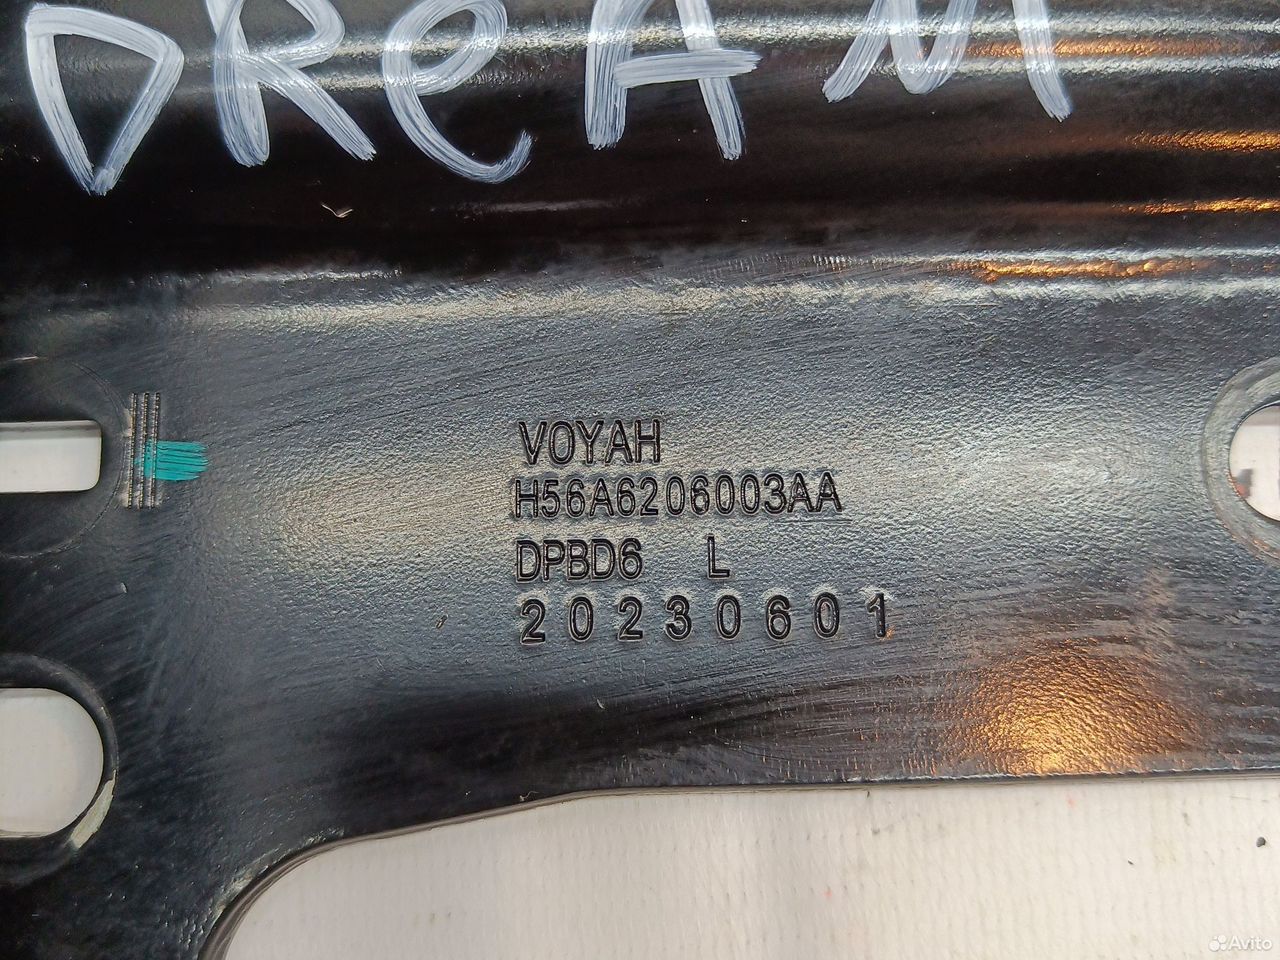 DREAM
VOYAH
H56A6206003AA
DPBD6 L
20230601
Avito